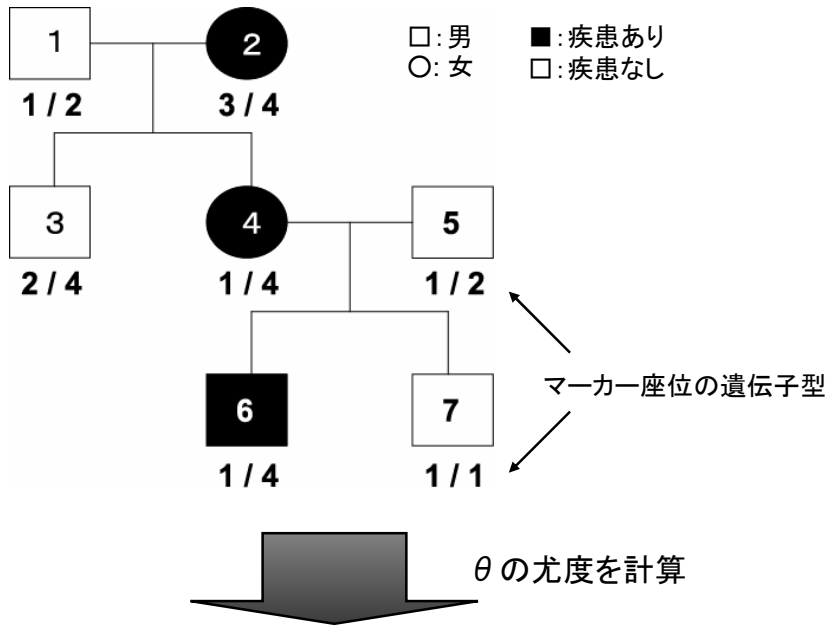 1
2
□:男
■:疾患あり
○:女
□:疾患なし
1 / 2
3 / 4
3
4
5
2 / 4
1 / 4
1 / 2
マーカー座位の遺伝子型
6
7
1 / 4
1 / 1
θの尤度を計算